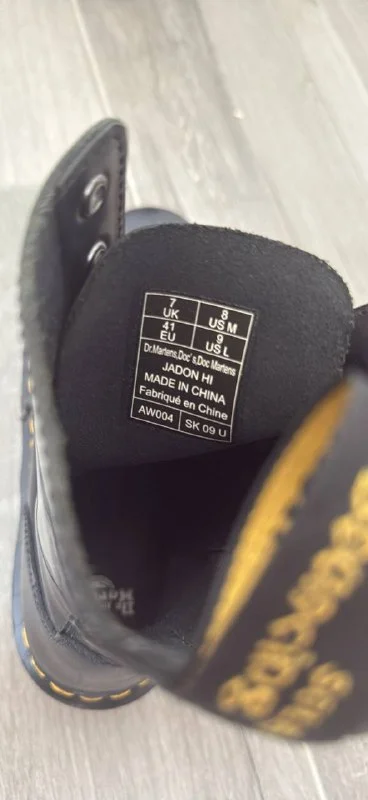 7 UK 8 US M
41 EU 9 US L
Dr.Martens,Doc's,Doc Martens
JADON HI
MADE IN CHINA
Fabriqué en Chine
AW004 SK 09 U